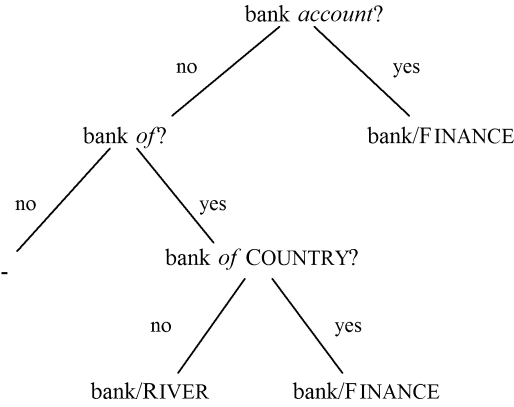 bank account?
no
yes
bank of?
bank/FINANCE
no
yes
bank of COUNTRY?
-
no
yes
bank/RIVER
bank/FINANCE